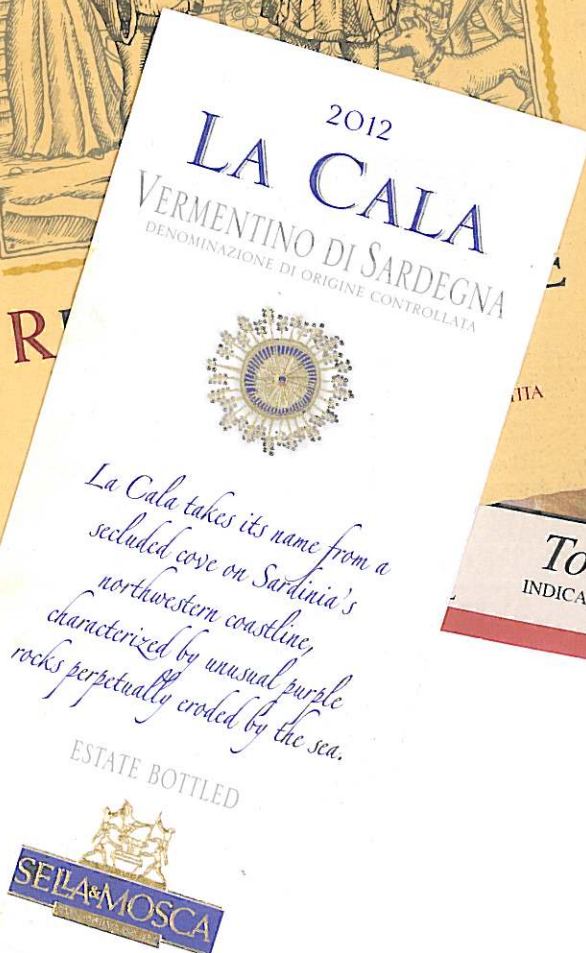 2012
LA CALA
VERMENTINO DI SARDEGNA
DENOMINAZIONE DI ORIGINE CONTROLLATA
La Cala takes its name from a
secluded cove on Sardinia's
northwestern coastline,
characterized by unusual purple
rocks perpetually eroded by the sea.
ESTATE BOTTLED
SELLA&MOSCA
R
ITA
To
INDICA